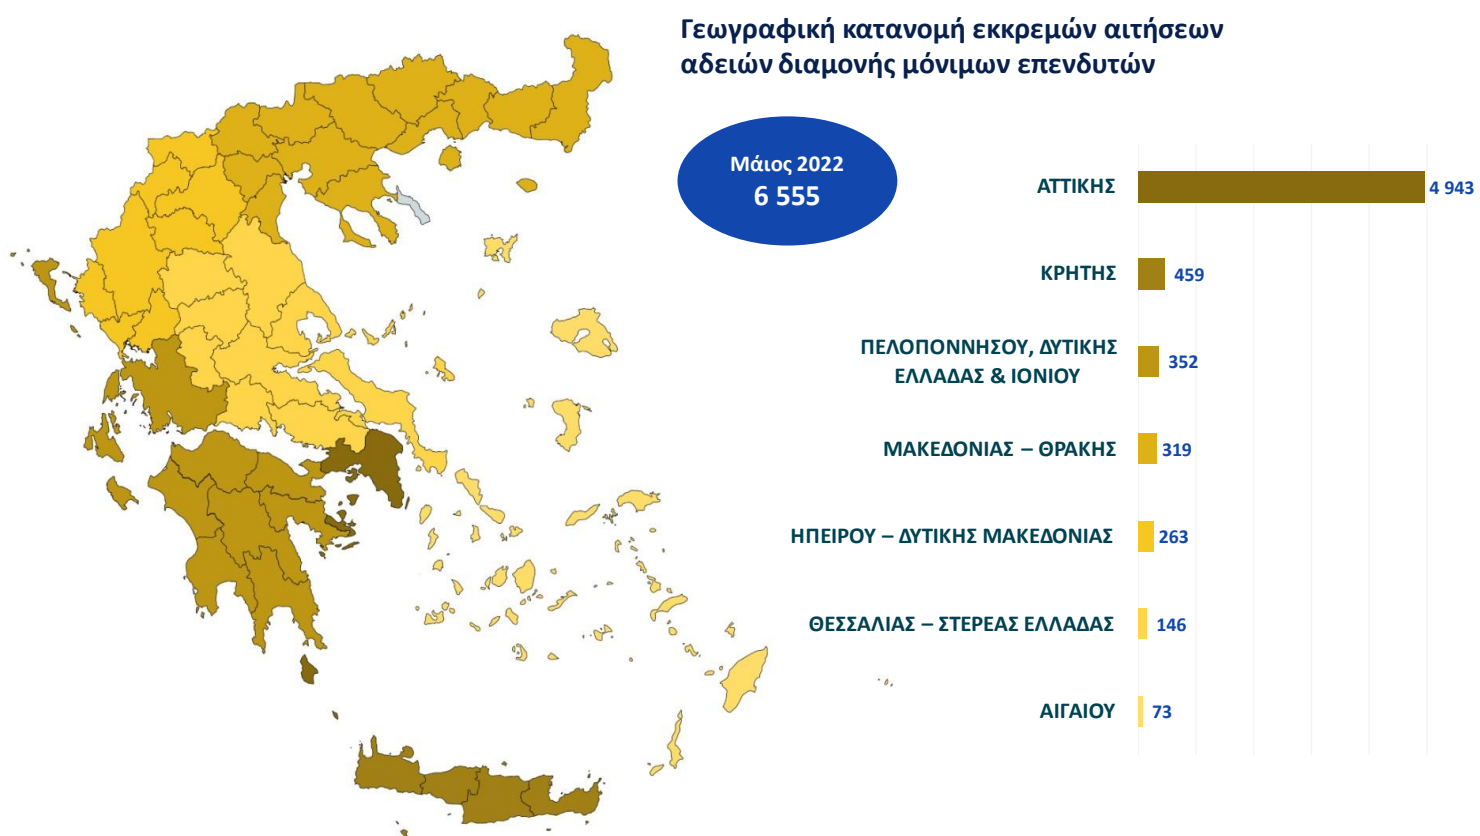 Γεωγραφική κατανομή εκκρεμών αιτήσεων
αδειών διαμονής μόνιμων επενδυτών
Μάιος 2022
6 555
ΑΤΤΙΚΗΣ
4 943
ΚΡΗΤΗΣ
459
ΠΕΛΟΠΟΝΝΗΣΟΥ, ΔΥΤΙΚΗΣ
ΕΛΛΑΔΑΣ & ΙΟΝΙΟΥ
352
ΜΑΚΕΔΟΝΙΑΣ – ΘΡΑΚΗΣ
319
ΗΠΕΙΡΟΥ – ΔΥΤΙΚΗΣ ΜΑΚΕΔΟΝΙΑΣ
263
ΘΕΣΣΑΛΙΑΣ – ΣΤΕΡΕΑΣ ΕΛΛΑΔΑΣ
146
ΑΙΓΑΙΟΥ
73